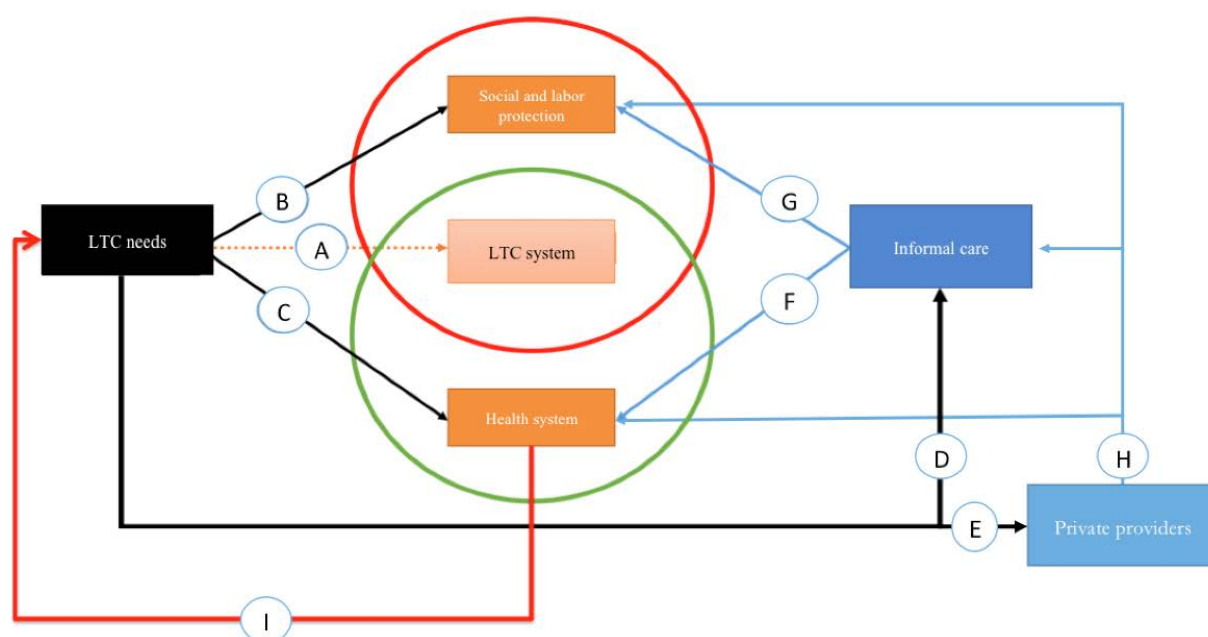 Social and labor
protection
B
G
LTC needs
A
LTC system
Informal care
C
F
Health system
D
H
E
Private providers
I